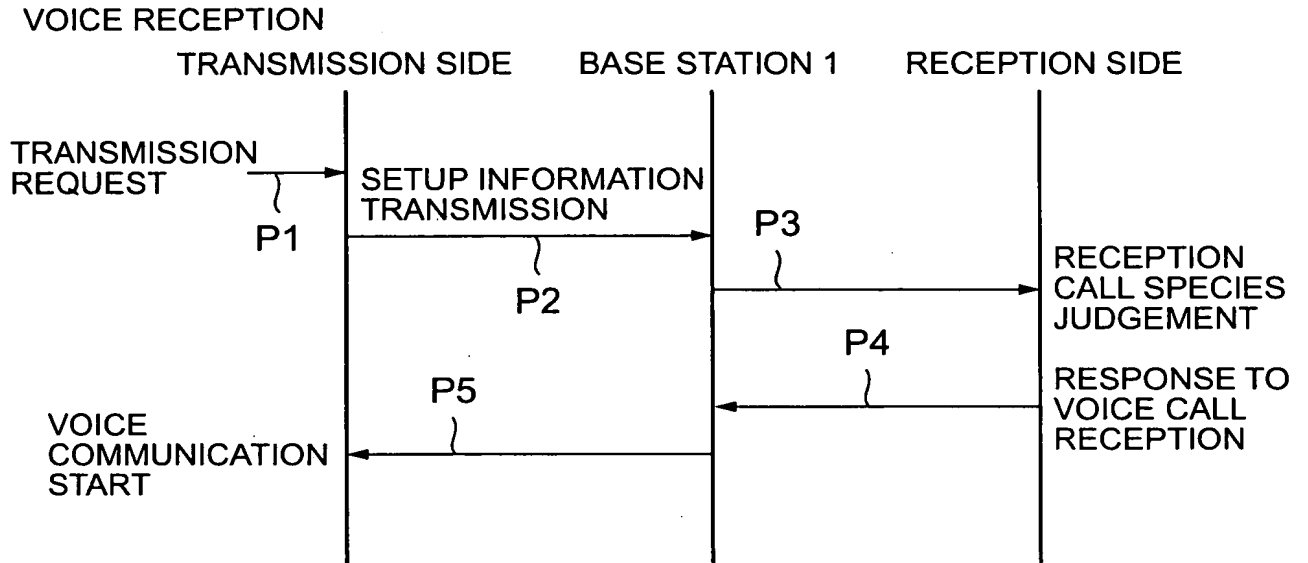 VOICE RECEPTION
TRANSMISSION SIDE
BASE STATION 1
RECEPTION SIDE
TRANSMISSION
REQUEST
P1
SETUP INFORMATION
TRANSMISSION
P2
P3
RECEPTION
CALL SPECIES
JUDGEMENT
P4
RESPONSE TO
VOICE CALL
RECEPTION
P5
VOICE
COMMUNICATION
START